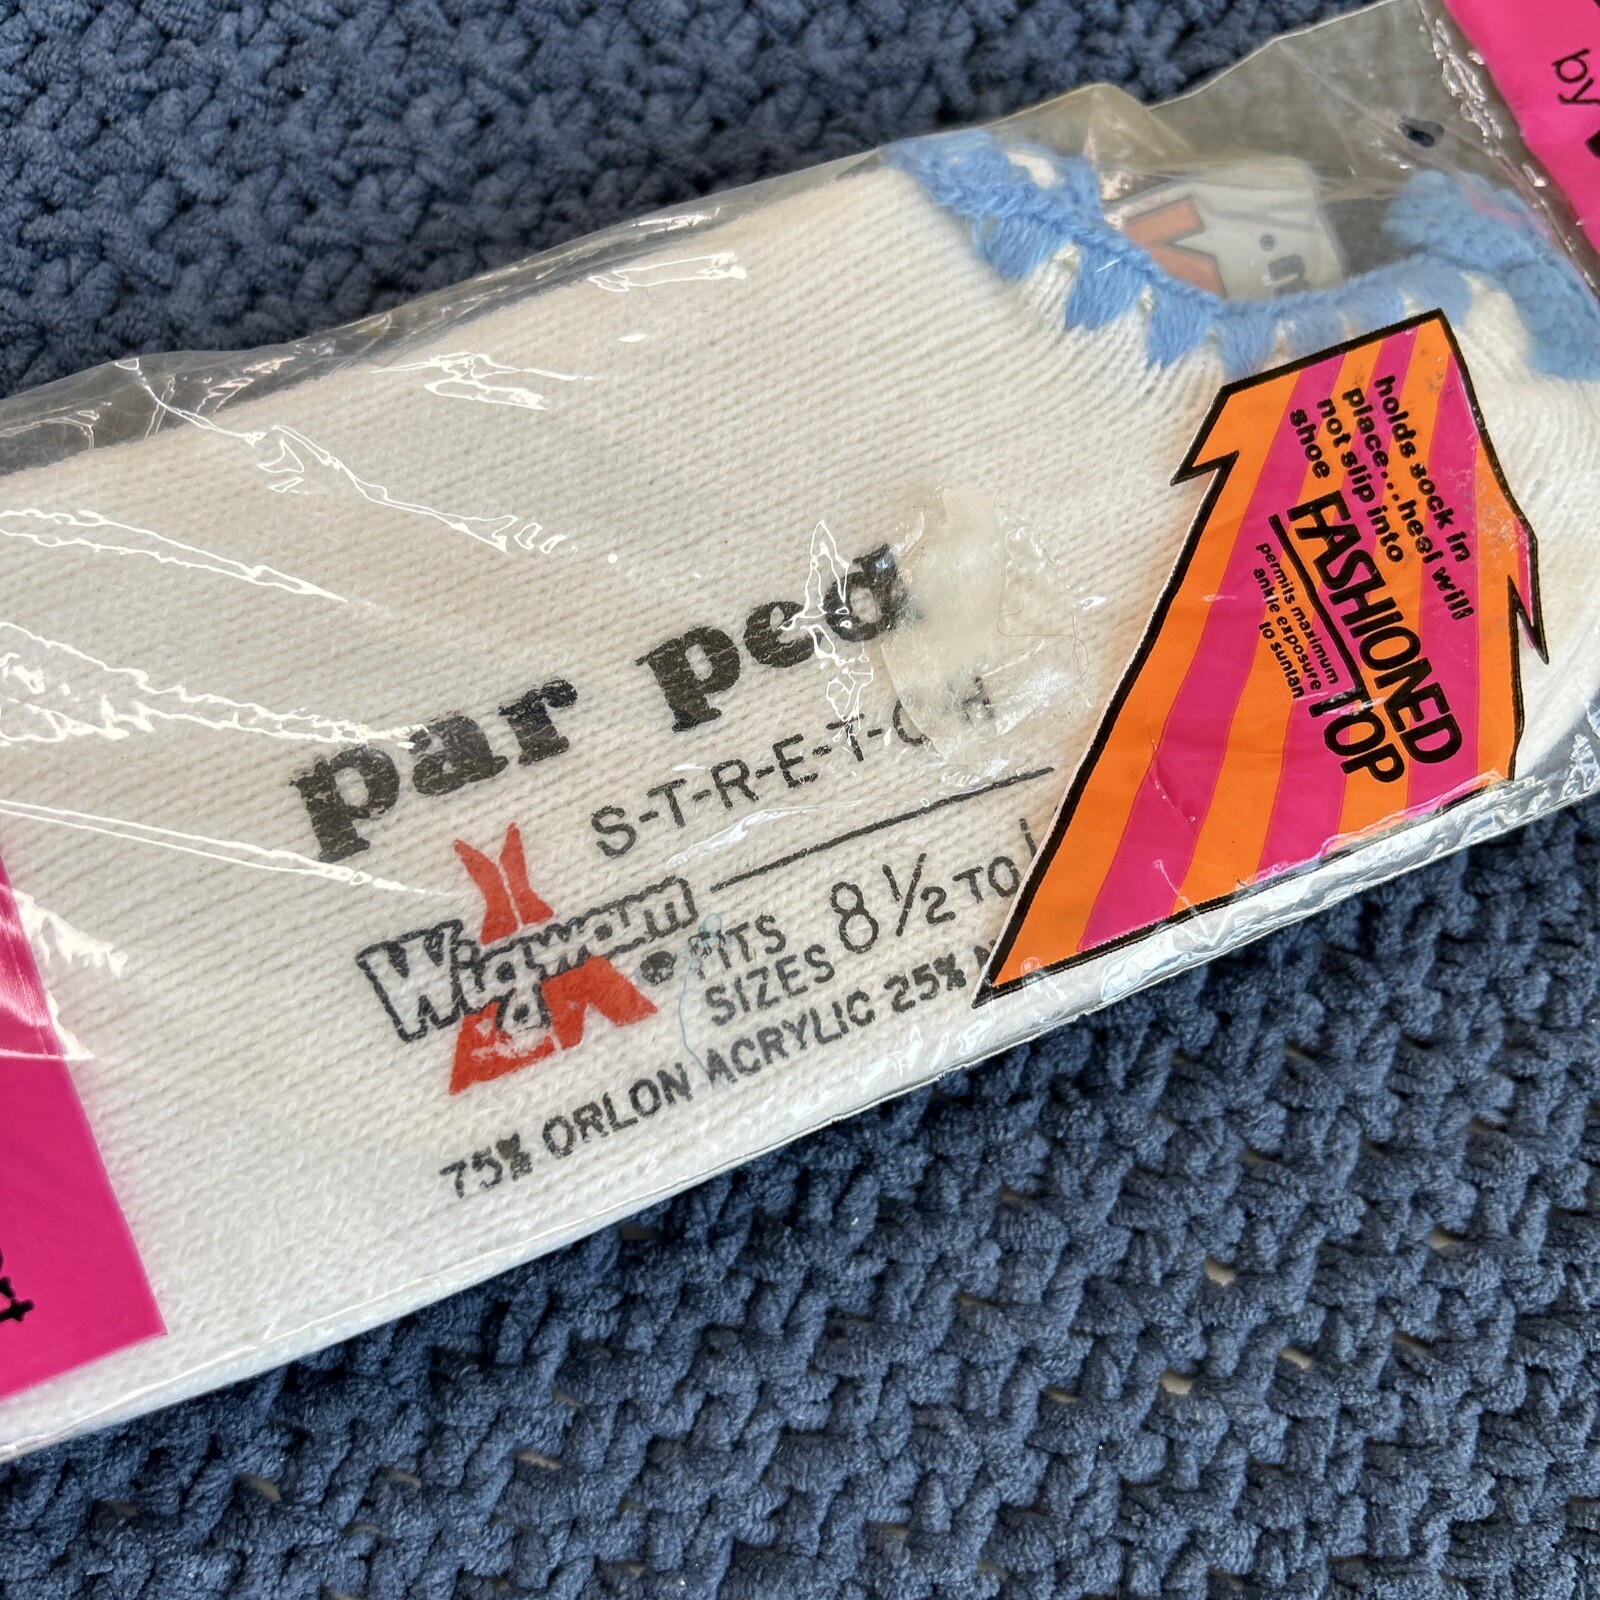 par ped
S-T-R-E-T-C-H
Wigwam
®
FITS
SIZES 8 ½ TO
75% ORLON ACRYLIC 25% N
holds sock in
place...heel will
not slip into
shoe
FASHIONED
TOP
permits maximum
ankle exposure
to suntan
by